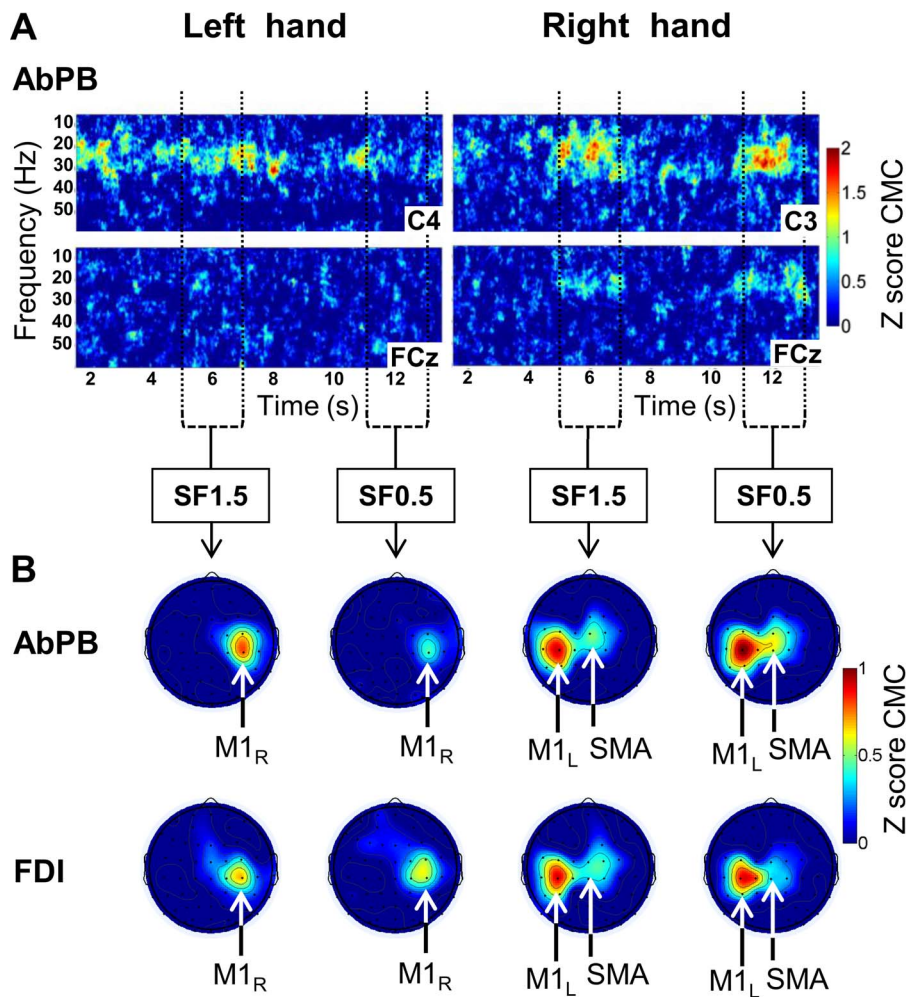 A
Left hand
Right hand
AbPB
Frequency (Hz)
10
20
30
40
50
C4
C3
10
20
30
40
50
FCz
FCz
2 4 6 8 10 12
2 4 6 8 10 12
Time (s)
Time (s)
2
1.5
1
0.5
0
Z score CMC
SF1.5
SF0.5
SF1.5
SF0.5
B
AbPB
M1R
M1R
M1L SMA
M1L SMA
1
0.5
0
Z score CMC
FDI
M1R
M1R
M1L SMA
M1L SMA